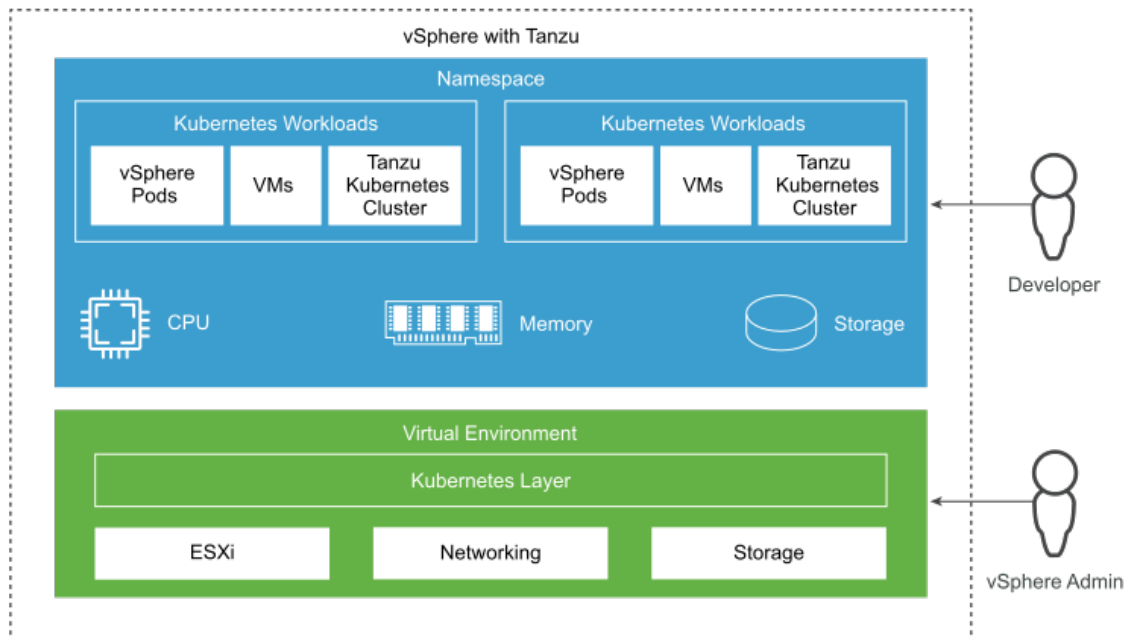 vSphere with Tanzu
Namespace
Kubernetes Workloads
vSphere
Pods
VMs
Tanzu
Kubernetes
Cluster
Kubernetes Workloads
vSphere
Pods
VMs
Tanzu
Kubernetes
Cluster
Developer
CPU
Memory
Storage
Virtual Environment
Kubernetes Layer
ESXi
Networking
Storage
vSphere Admin